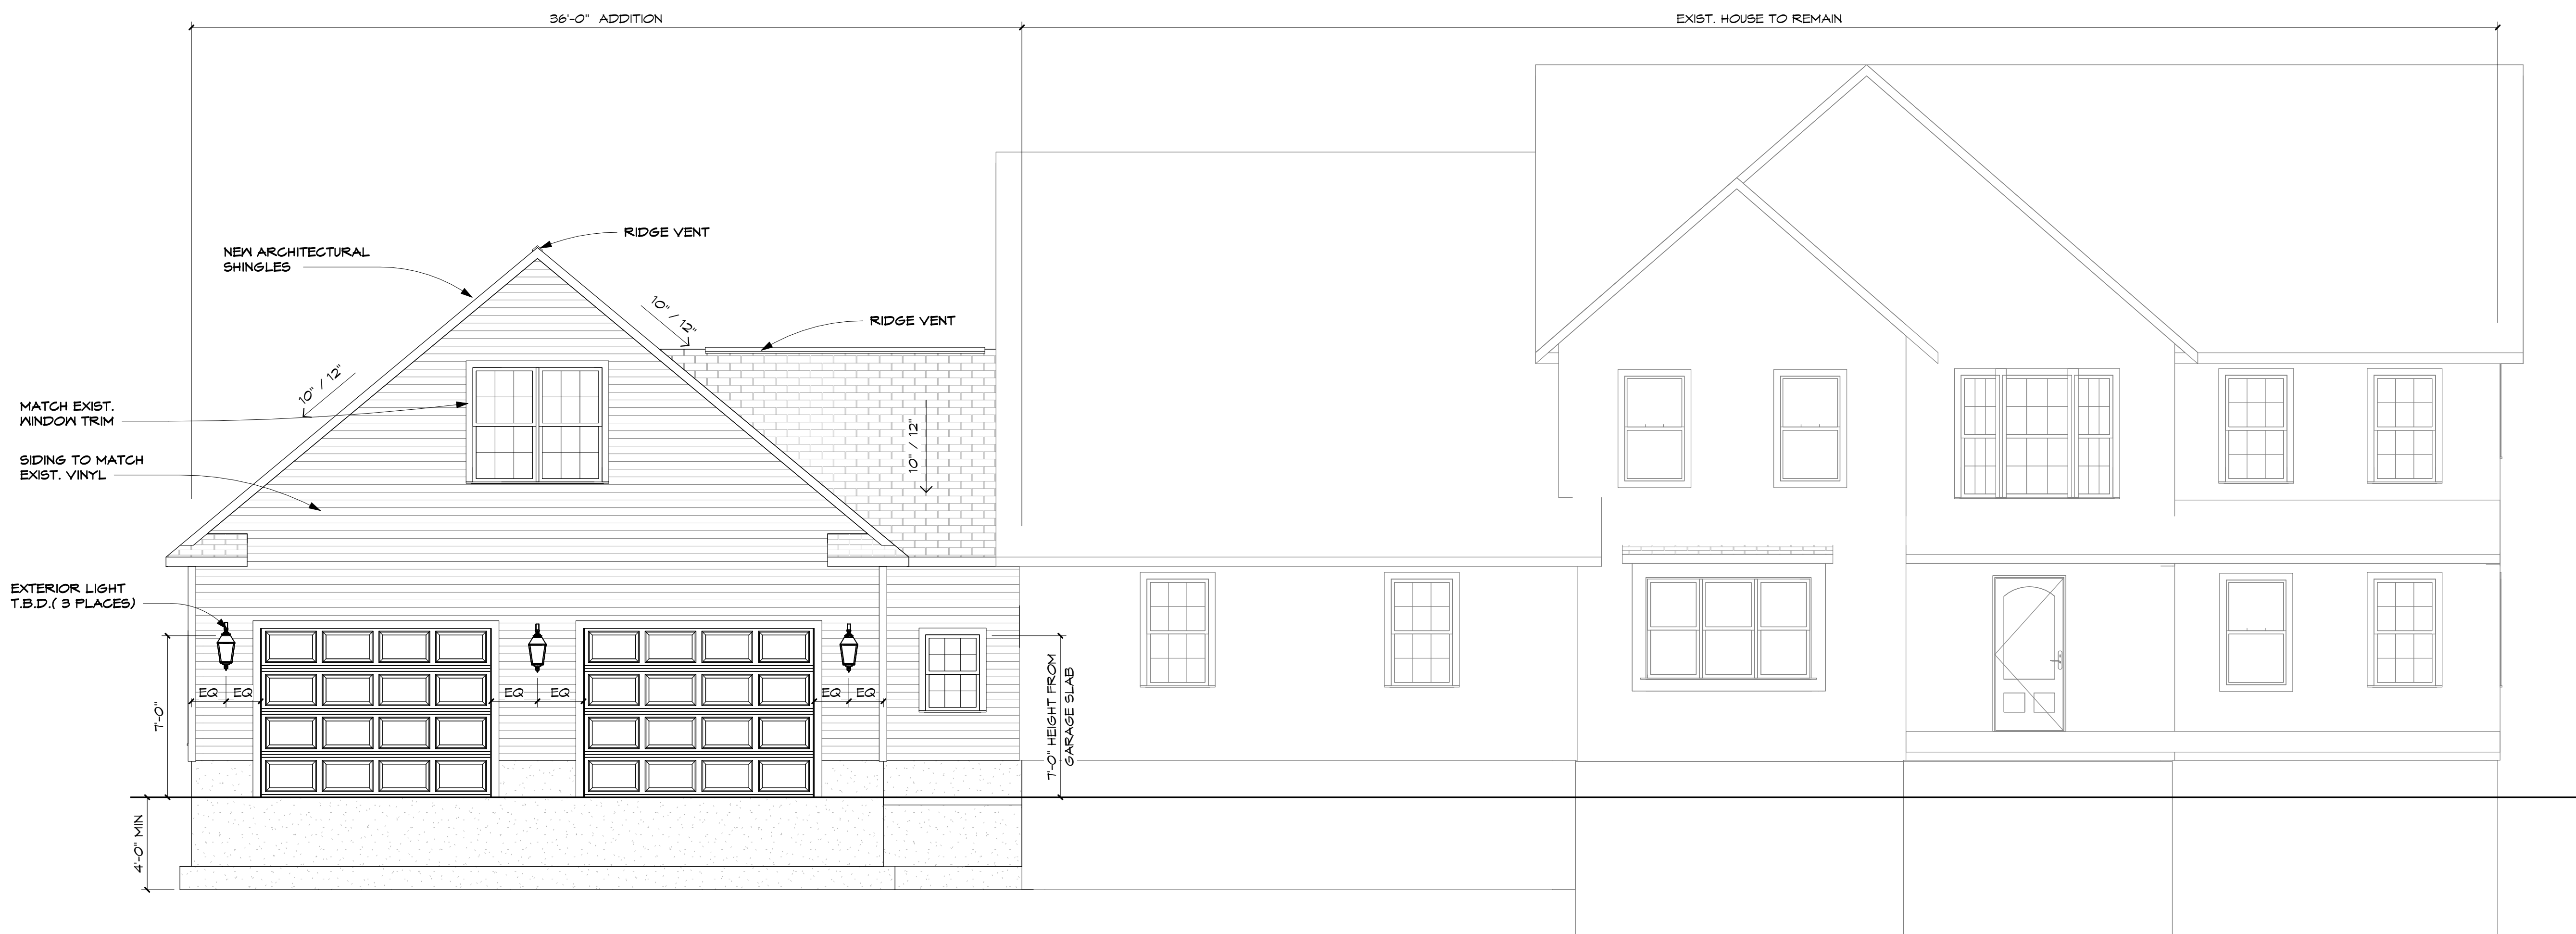 36'-0" ADDITION
EXIST. HOUSE TO REMAIN
RIDGE VENT
NEW ARCHITECTURAL
SHINGLES
10" / 12"
RIDGE VENT
10" / 12"
MATCH EXIST.
WINDOW TRIM
10" / 12"
SIDING TO MATCH
EXIST. VINYL
EXTERIOR LIGHT
T.B.D.( 3 PLACES)
EQ EQ
EQ EQ
EQ EQ
7'-0"
7'-0" HEIGHT FROM
GARAGE SLAB
4'-0" MIN